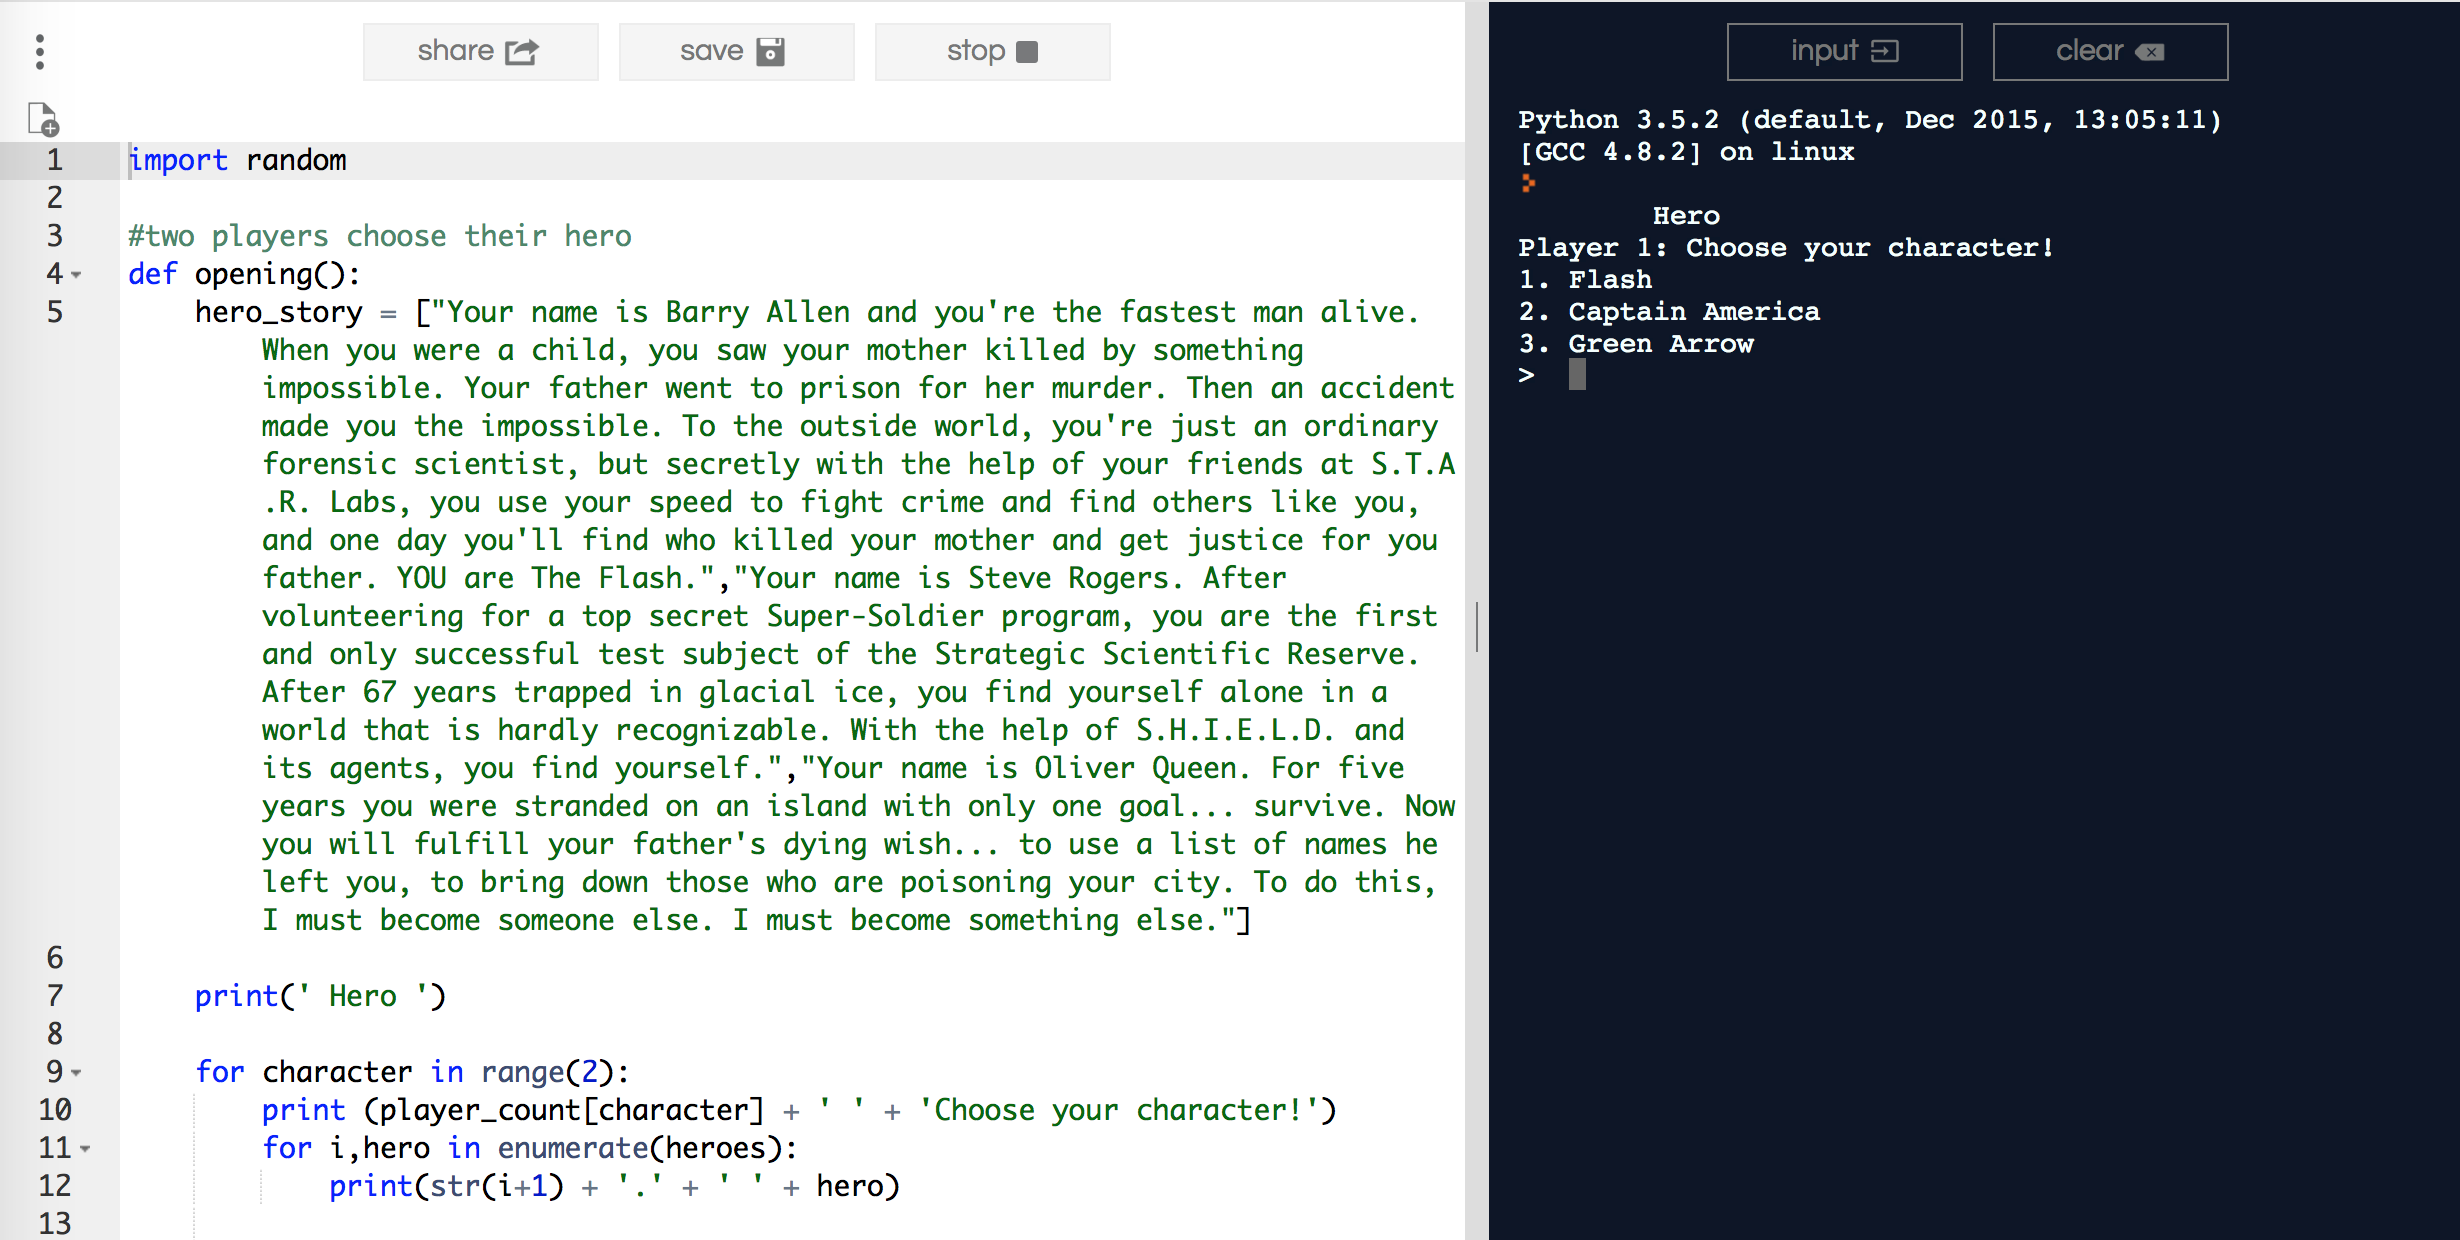 share
save
stop
input
clear
1 import random
2
3 #two players choose their hero
4 def opening():
5 hero_story = ["Your name is Barry Allen and you're the fastest man alive.
When you were a child, you saw your mother killed by something
impossible. Your father went to prison for her murder. Then an accident
made you the impossible. To the outside world, you're just an ordinary
forensic scientist, but secretly with the help of your friends at S.T.A
.R. Labs, you use your speed to fight crime and find others like you,
and one day you'll find who killed your mother and get justice for you
father. YOU are The Flash.","Your name is Steve Rogers. After
volunteering for a top secret Super-Soldier program, you are the first
and only successful test subject of the Strategic Scientific Reserve.
After 67 years trapped in glacial ice, you find yourself alone in a
world that is hardly recognizable. With the help of S.H.I.E.L.D. and
its agents, you find yourself.","Your name is Oliver Queen. For five
years you were stranded on an island with only one goal... survive. Now
you will fulfill your father's dying wish... to use a list of names he
left you, to bring down those who are poisoning your city. To do this,
I must become someone else. I must become something else."]
6
7 print(' Hero ')
8
9 for character in range(2):
10 print (player_count[character] + ' ' + 'Choose your character!')
11 for i,hero in enumerate(heroes):
12 print(str(i+1) + '.' + ' ' + hero)
13
Python 3.5.2 (default, Dec 2015, 13:05:11)
[GCC 4.8.2] on linux
>
Hero
Player 1: Choose your character!
1. Flash
2. Captain America
3. Green Arrow
>